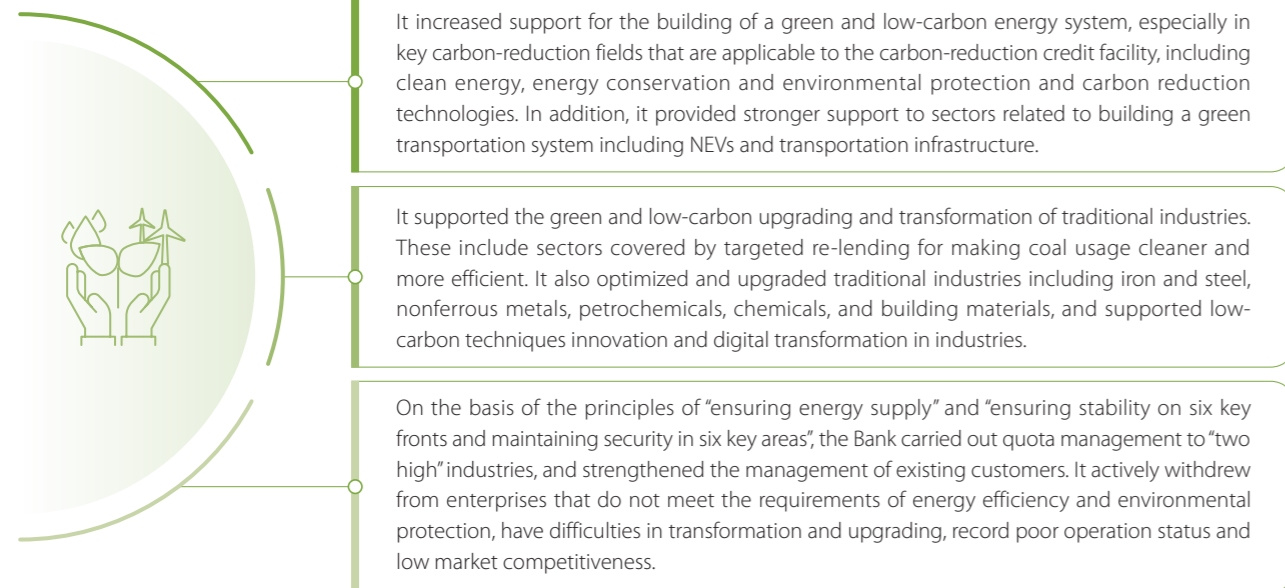 It increased support for the building of a green and low-carbon energy system, especially in
key carbon-reduction fields that are applicable to the carbon-reduction credit facility, including
clean energy, energy conservation and environmental protection and carbon reduction
technologies. In addition, it provided stronger support to sectors related to building a green
transportation system including NEVs and transportation infrastructure.
It supported the green and low-carbon upgrading and transformation of traditional industries.
These include sectors covered by targeted re-lending for making coal usage cleaner and
more efficient. It also optimized and upgraded traditional industries including iron and steel,
nonferrous metals, petrochemicals, chemicals, and building materials, and supported low-
carbon techniques innovation and digital transformation in industries.
On the basis of the principles of “ensuring energy supply” and “ensuring stability on six key
fronts and maintaining security in six key areas”, the Bank carried out quota management to “two
high” industries, and strengthened the management of existing customers. It actively withdrew
from enterprises that do not meet the requirements of energy efficiency and environmental
protection, have difficulties in transformation and upgrading, record poor operation status and
low market competitiveness.